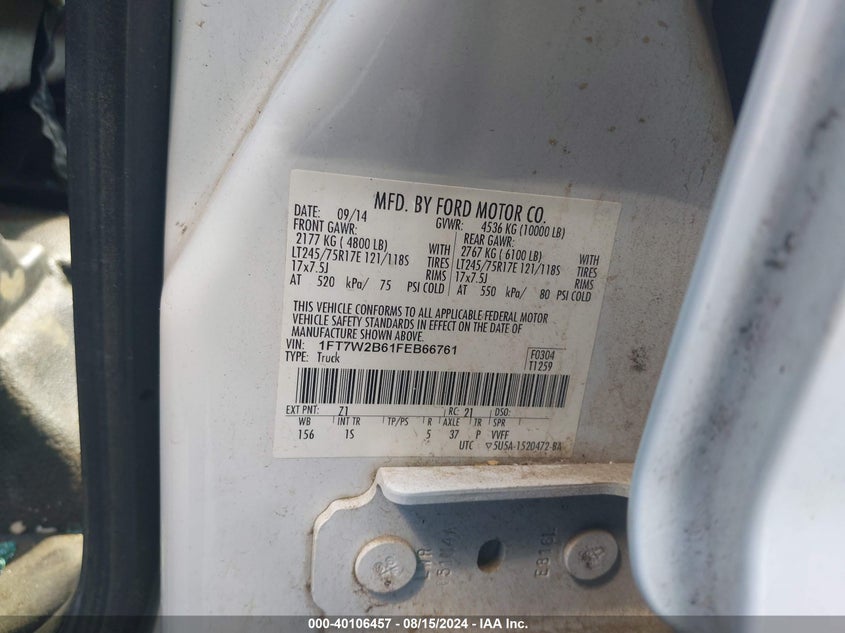 MFD. BY FORD MOTOR CO.
DATE: 09/14 GVWR: 4536 KG (10000 LB)
FRONT GAWR: REAR GAWR:
2177 KG ( 4800 LB) WITH 2767 KG ( 6100 LB) WITH
LT245/75R17E 121/118S TIRES LT245/75R17E 121/118S TIRES
17x7.5J RIMS 17x7.5J RIMS
AT 520 kPa/ 75 PSI COLD AT 550 kPa/ 80 PSI COLD
THIS VEHICLE CONFORMS TO ALL APPLICABLE FEDERAL MOTOR
VEHICLE SAFETY STANDARDS IN EFFECT ON THE DATE OF
MANUFACTURE SHOWN ABOVE.
VIN: 1FT7W2B61FEB66761 F0304
TYPE: Truck T1259
EXT PNT: Z1 RC: 21 DSO:
WB INT TR TP/PS R AXLE TR SPR
156 1S 5 37 P VVFF
UTC ▽5U5A-1520472-BA
E816L
000-40106457 - 08/15/2024 - IAA Inc.